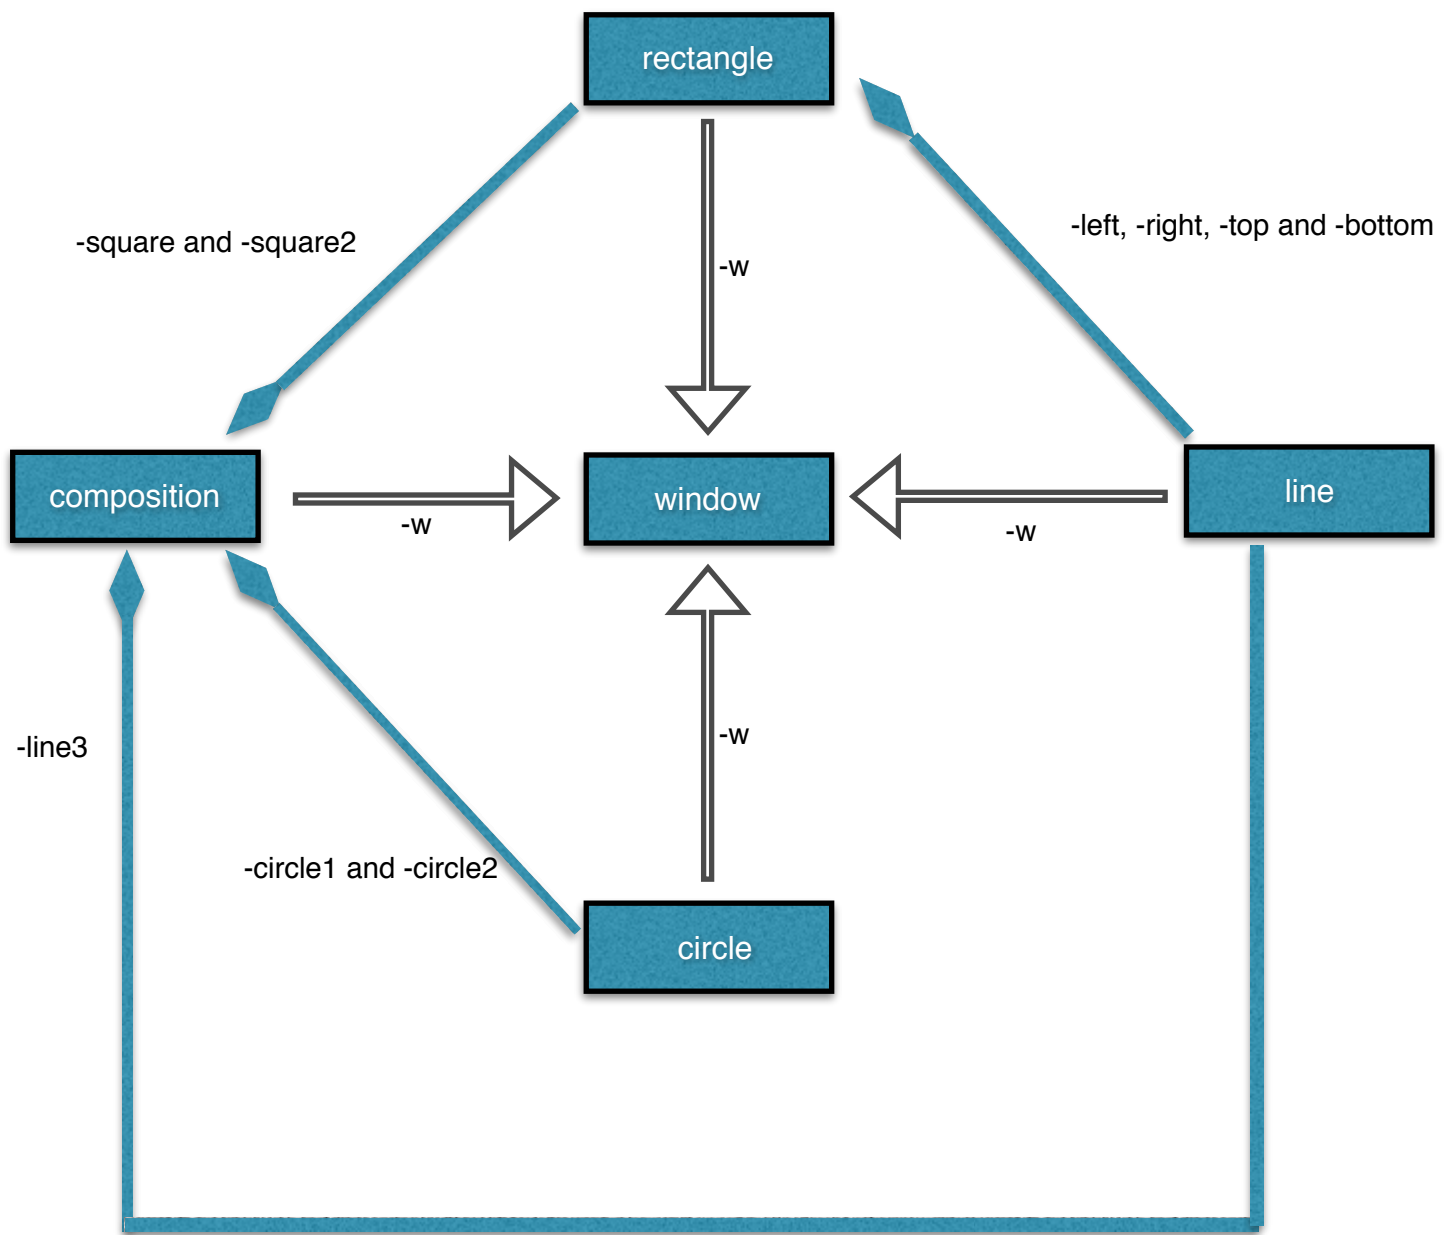 rectangle
-left, -right, -top and -bottom
-square and -square2
-w
composition
window
line
-w
-w
-line3
-w
-circle1 and -circle2
circle